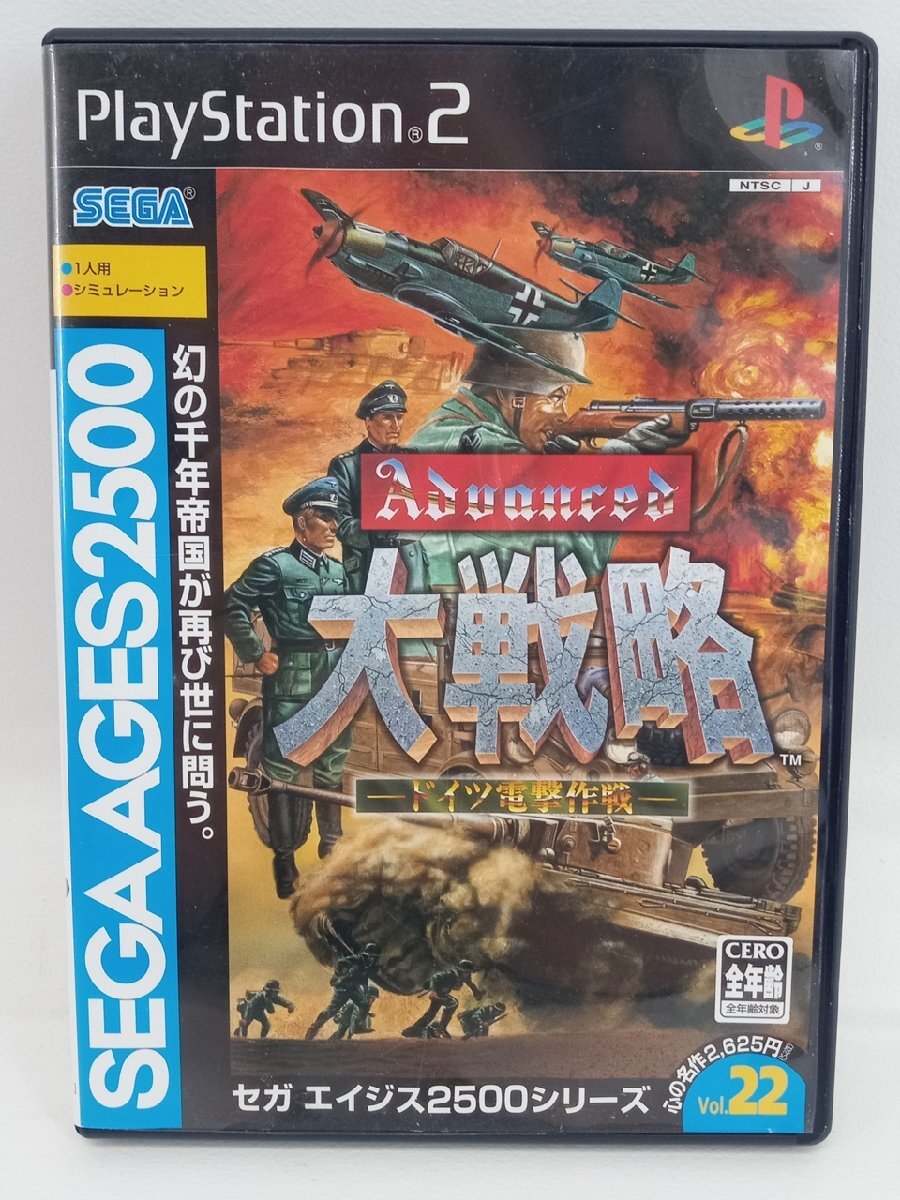 PlayStation®2
NTSC J
SEGA®
●1人用
●シミュレーション
SEGA AGES 2500
幻の千年帝国が再び世に問う。
Advanced
大戦略™
―ドイツ電撃作戦―
CERO
全年齢
全年齢対象
心の名作2,625円
Vol.22
セガ エイジス2500シリーズ